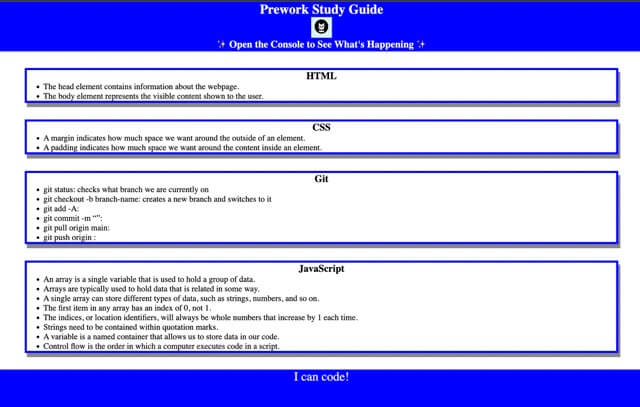 Prework Study Guide
✨ Open the Console to See What's Happening ✨
HTML
• The head element contains information about the webpage.
• The body element represents the visible content shown to the user.
CSS
• A margin indicates how much space we want around the outside of an element.
• A padding indicates how much space we want around the content inside an element.
Git
• git status: checks what branch we are currently on
• git checkout -b branch-name: creates a new branch and switches to it
• git add -A:
• git commit -m “”:
• git pull origin main:
• git push origin :
JavaScript
• An array is a single variable that is used to hold a group of data.
• Arrays are typically used to hold data that is related in some way.
• A single array can store different types of data, such as strings, numbers, and so on.
• The first item in any array has an index of 0, not 1.
• The indices, or location identifiers, will always be whole numbers that increase by 1 each time.
• Strings need to be contained within quotation marks.
• A variable is a named container that allows us to store data in our code.
• Control flow is the order in which a computer executes code in a script.
I can code!